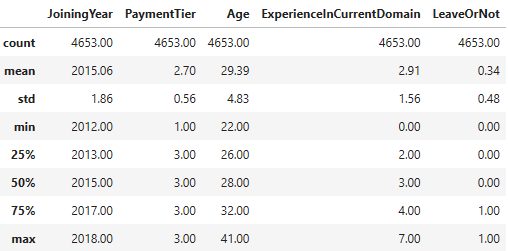 JoiningYear PaymentTier Age ExperienceInCurrentDomain LeaveOrNot
count 4653.00 4653.00 4653.00 4653.00 4653.00
mean 2015.06 2.70 29.39 2.91 0.34
std 1.86 0.56 4.83 1.56 0.48
min 2012.00 1.00 22.00 0.00 0.00
25% 2013.00 3.00 26.00 2.00 0.00
50% 2015.00 3.00 28.00 3.00 0.00
75% 2017.00 3.00 32.00 4.00 1.00
max 2018.00 3.00 41.00 7.00 1.00